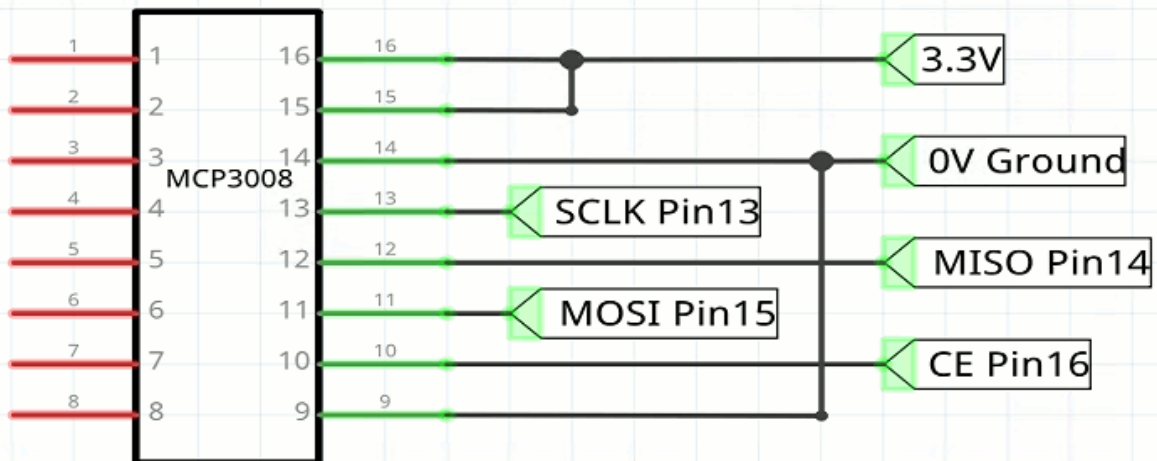 1 1 16 16 3.3V
2 2 15 15
3 3 14 14 0V Ground
MCP3008
4 4 13 13 SCLK Pin13
5 5 12 12 MISO Pin14
6 6 11 11 MOSI Pin15
7 7 10 10 CE Pin16
8 8 9 9